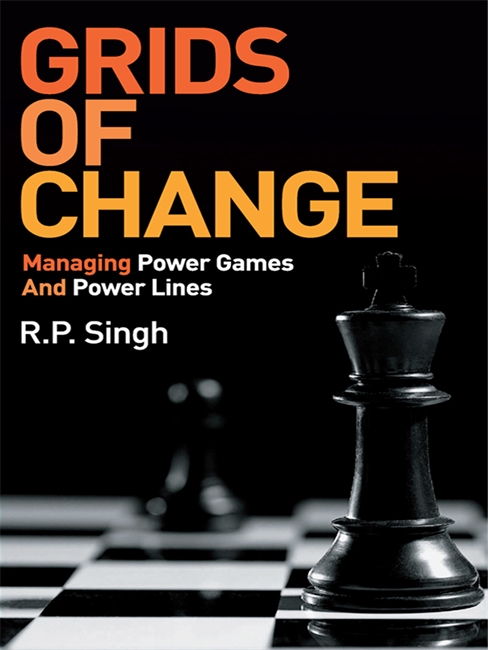 GRIDS
OF
CHANGE
Managing Power Games
And Power Lines
R.P. Singh